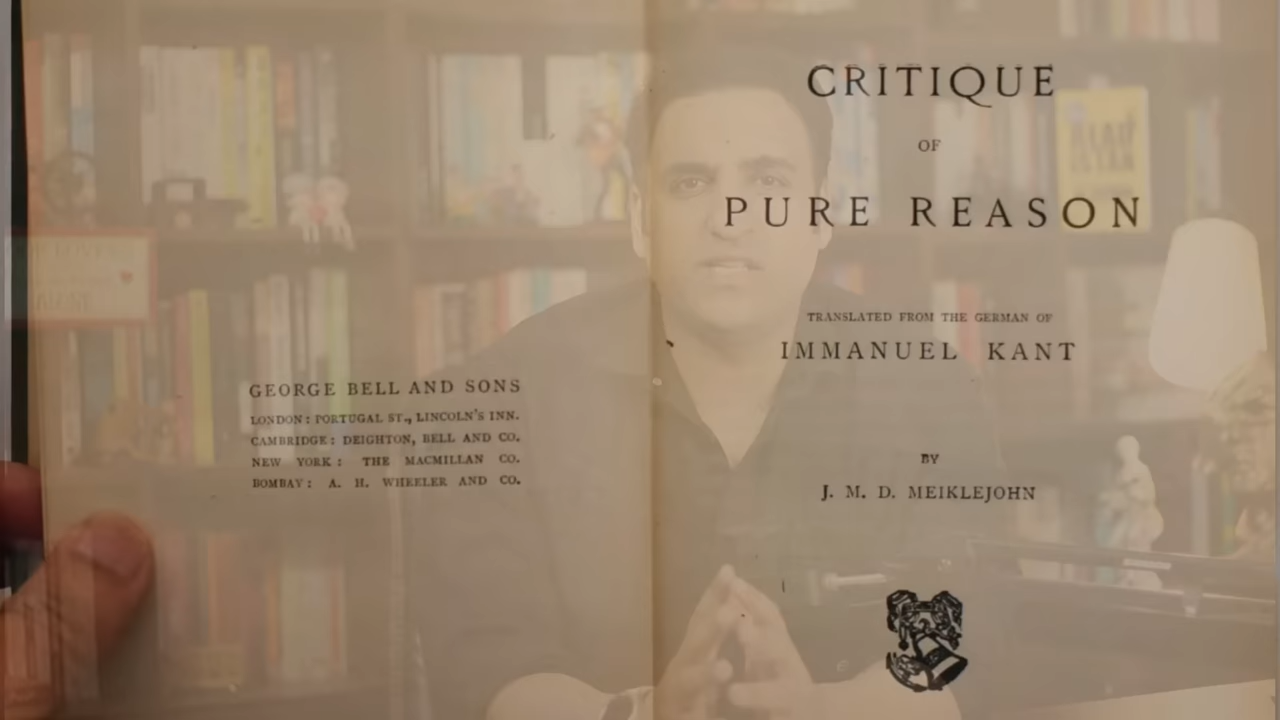 GEORGE BELL AND SONS
LONDON: PORTUGAL ST., LINCOLN'S INN.
CAMBRIDGE: DEIGHTON, BELL AND CO.
NEW YORK: THE MACMILLAN CO.
BOMBAY: A. H. WHEELER AND CO.
CRITIQUE
OF
PURE REASON
TRANSLATED FROM THE GERMAN OF
IMMANUEL KANT
BY
J. M. D. MEIKLEJOHN